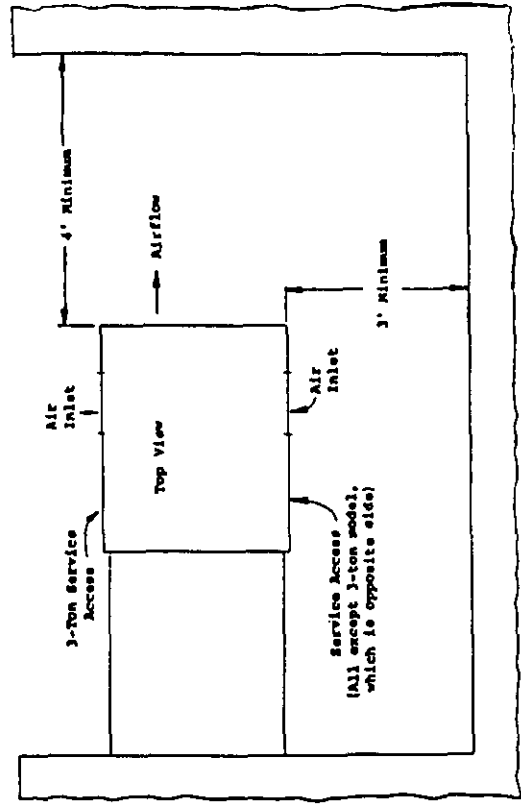 4' Minimum
Airflow
Air
Inlet
Top View
3-Ton Service
Access
3' Minimum
Air
Inlet
Service Access
(All except 3-ton model,
which is opposite side)